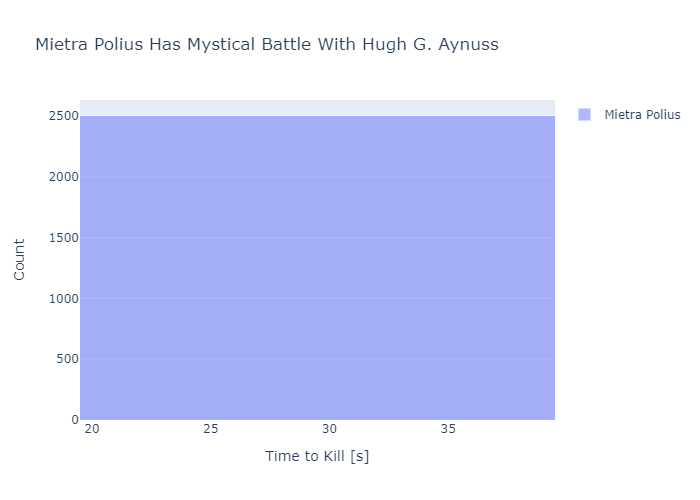 Mietra Polius Has Mystical Battle With Hugh G. Aynuss
2500
2000
1500
1000
500
0
Count
20 25 30 35
Time to Kill [s]
Mietra Polius